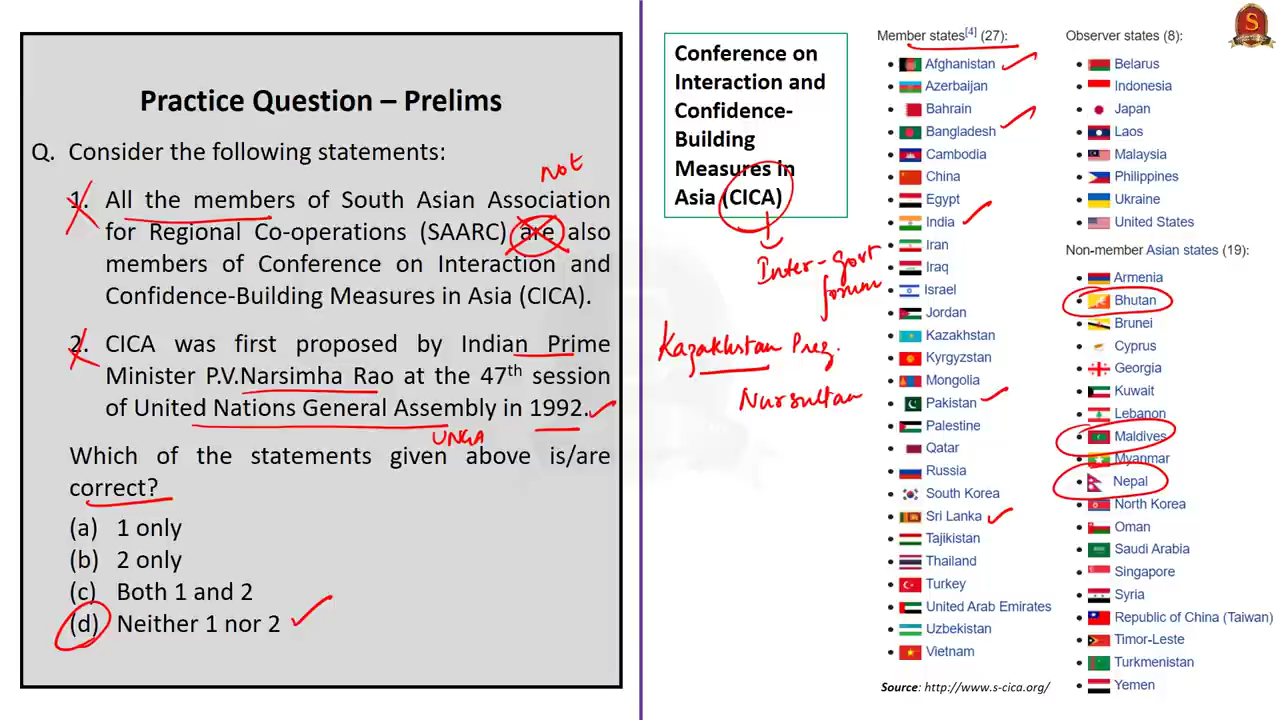 Practice Question – Prelims
Q. Consider the following statements:
not
1. All the members of South Asian Association
for Regional Co-operations (SAARC) are also
members of Conference on Interaction and
Confidence-Building Measures in Asia (CICA).
2. CICA was first proposed by Indian Prime
Minister P.V.Narsimha Rao at the 47th session
of United Nations General Assembly in 1992.
UNGA
Which of the statements given above is/are
correct?
(a) 1 only
(b) 2 only
(c) Both 1 and 2
(d) Neither 1 nor 2
Conference on
Interaction and
Confidence-
Building
Measures in
Asia (CICA)
Inter-govt
forum
Kazakhstan Prez.
Nursultan
Member states[4] (27):
Afghanistan
Azerbaijan
Bahrain
Bangladesh
Cambodia
China
Egypt
India
Iran
Iraq
Israel
Jordan
Kazakhstan
Kyrgyzstan
Mongolia
Pakistan
Palestine
Qatar
Russia
South Korea
Sri Lanka
Tajikistan
Thailand
Turkey
United Arab Emirates
Uzbekistan
Vietnam
Source: http://www.s-cica.org/
Observer states (8):
Belarus
Indonesia
Japan
Laos
Malaysia
Philippines
Ukraine
United States
Non-member Asian states (19):
Armenia
Bhutan
Brunei
Cyprus
Georgia
Kuwait
Lebanon
Maldives
Myanmar
Nepal
North Korea
Oman
Saudi Arabia
Singapore
Syria
Republic of China (Taiwan)
Timor-Leste
Turkmenistan
Yemen